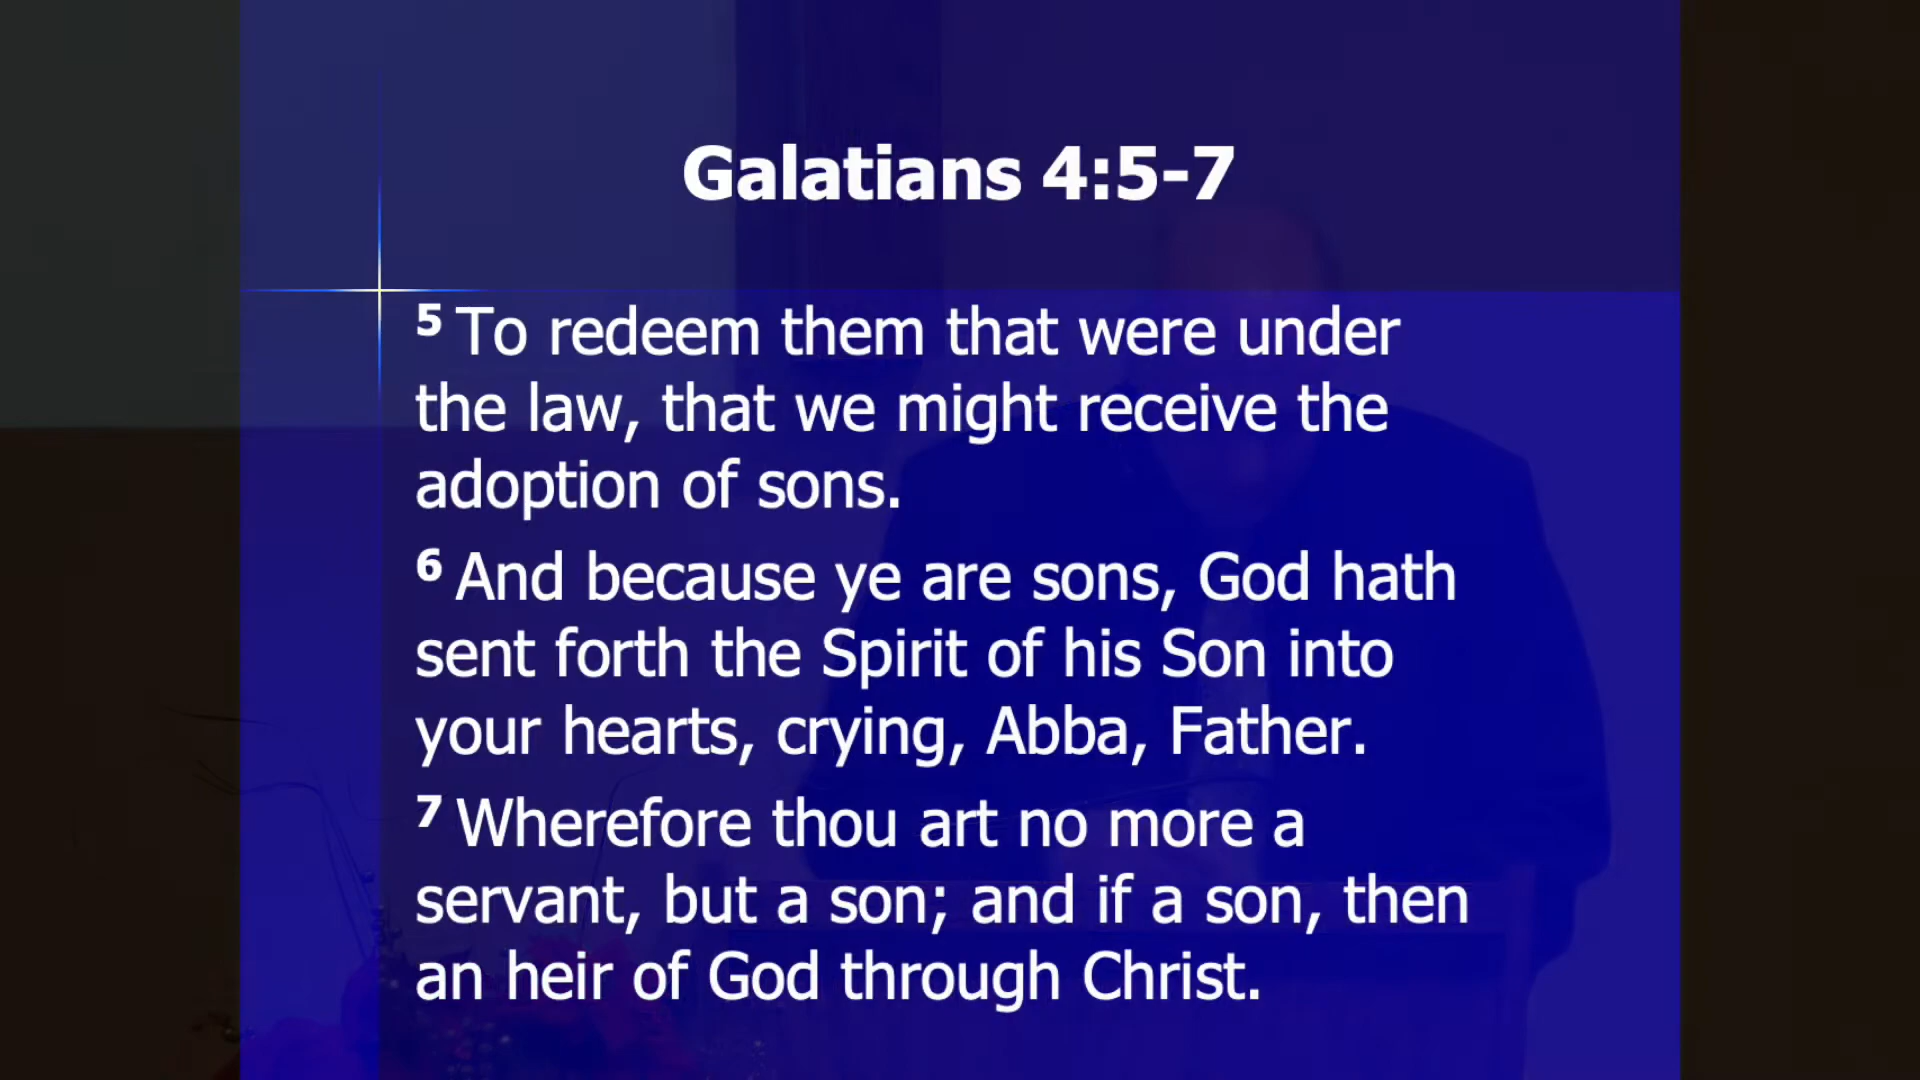 Galatians 4:5-7
5 To redeem them that were under
the law, that we might receive the
adoption of sons.
6 And because ye are sons, God hath
sent forth the Spirit of his Son into
your hearts, crying, Abba, Father.
7 Wherefore thou art no more a
servant, but a son; and if a son, then
an heir of God through Christ.